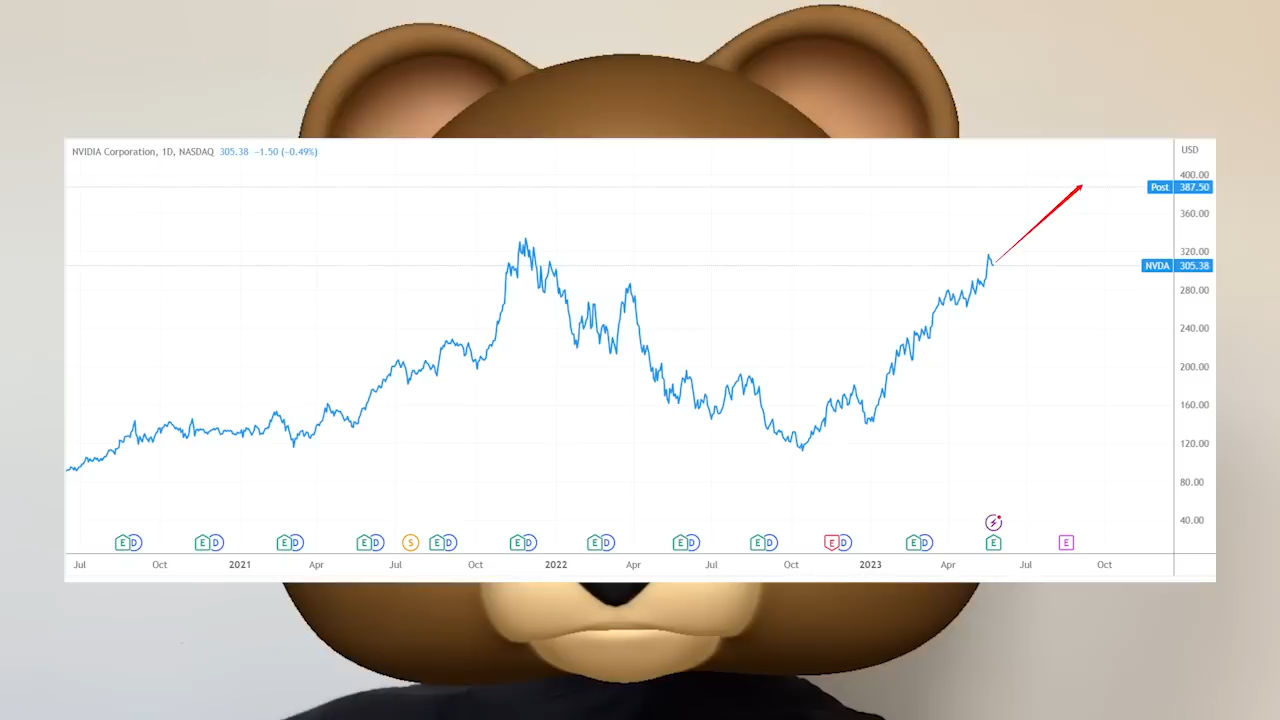 NVIDIA Corporation, 1D, NASDAQ 305.38 −1.50 (−0.49%)
USD
400.00
Post 387.50
360.00
320.00
NVDA 305.38
280.00
240.00
200.00
160.00
120.00
80.00
40.00
E D E D E D E D S E D E D E D E D E D E D E D E E
Jul Oct 2021 Apr Jul Oct 2022 Apr Jul Oct 2023 Apr Jul Oct